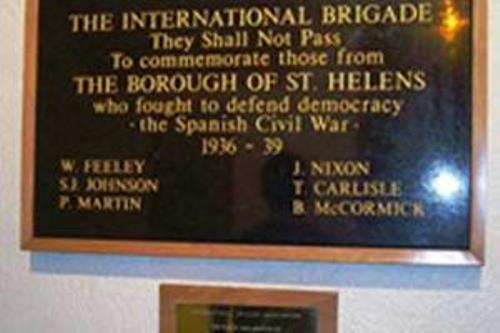 THE INTERNATIONAL BRIGADE
They Shall Not Pass
To commemorate those from
THE BOROUGH OF ST. HELENS
who fought to defend democracy
- the Spanish Civil War -
1936 - 39
W. FEELEY
S.J. JOHNSON
P. MARTIN
J. NIXON
T. CARLISLE
B. McCORMICK